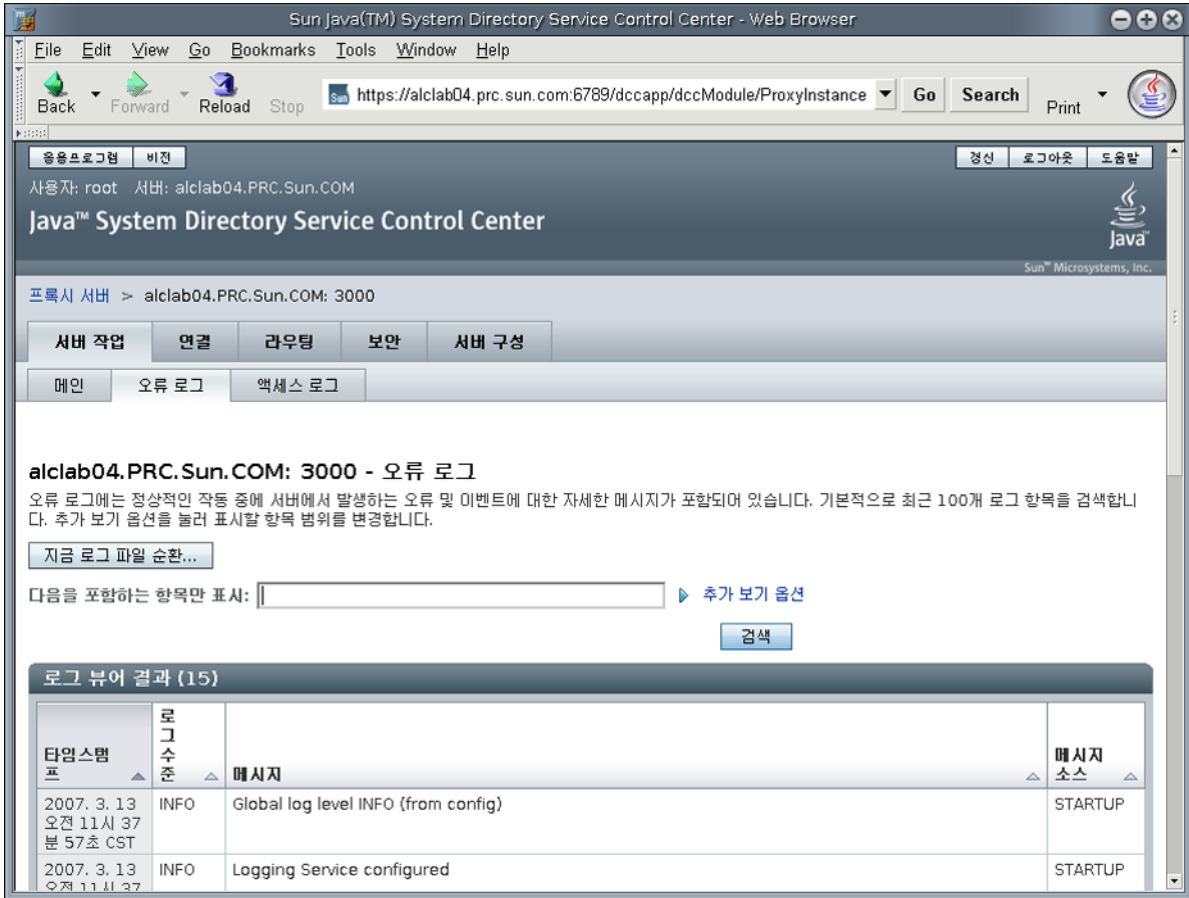 Sun Java(TM) System Directory Service Control Center - Web Browser
File Edit View Go Bookmarks Tools Window Help
Back Forward Reload Stop https://alclab04.prc.sun.com:6789/dccapp/dccModule/ProxyInstance Go Search Print
응용프로그램 비전 갱신 로그아웃 도움말
사용자: root 서버: alclab04.PRC.Sun.COM
Java™ System Directory Service Control Center
Java™
Sun™ Microsystems, Inc.
프록시 서버 > alclab04.PRC.Sun.COM: 3000
서버 작업 연결 라우팅 보안 서버 구성
메인 오류 로그 액세스 로그
alclab04.PRC.Sun.COM: 3000 - 오류 로그
오류 로그에는 정상적인 작동 중에 서버에서 발생하는 오류 및 이벤트에 대한 자세한 메시지가 포함되어 있습니다. 기본적으로 최근 100개 로그 항목을 검색합니
다. 추가 보기 옵션을 눌러 표시할 항목 범위를 변경합니다.
지금 로그 파일 순환...
다음을 포함하는 항목만 표시: 추가 보기 옵션
검색
로그 뷰어 결과 (15)
타임스탬프 로그 수준 메시지 메시지 소스
2007. 3. 13 INFO Global log level INFO (from config) STARTUP
오전 11시 37
분 57초 CST
2007. 3. 13 INFO Logging Service configured STARTUP
오전 11시 37